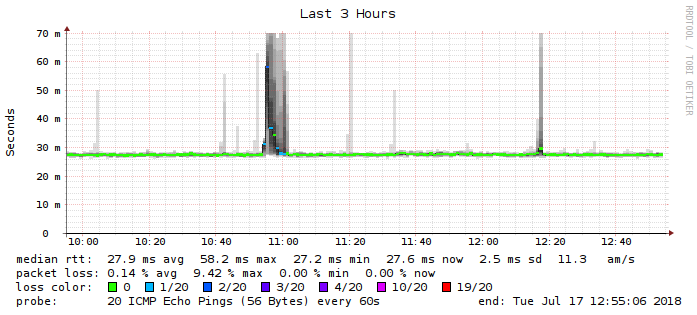 Last 3 Hours
RRDTOOL / TOBI OETIKER
Seconds
70 m
60 m
50 m
40 m
30 m
20 m
10 m
0
10:00 10:20 10:40 11:00 11:20 11:40 12:00 12:20 12:40
median rtt: 27.9 ms avg 58.2 ms max 27.2 ms min 27.6 ms now 2.5 ms sd 11.3 am/s
packet loss: 0.14 % avg 9.42 % max 0.00 % min 0.00 % now
loss color: 0 1/20 2/20 3/20 4/20 10/20 19/20
probe: 20 ICMP Echo Pings (56 Bytes) every 60s end: Tue Jul 17 12:55:06 2018